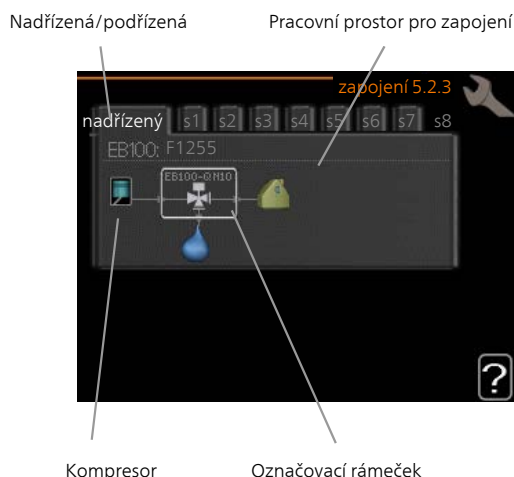 Nadřízená/podřízená Pracovní prostor pro zapojení
zapojení 5.2.3
nadřízený s1 s2 s3 s4 s5 s6 s7 s8
EB100: F1255
EB100-QN10
?
Kompresor Označovací rámeček